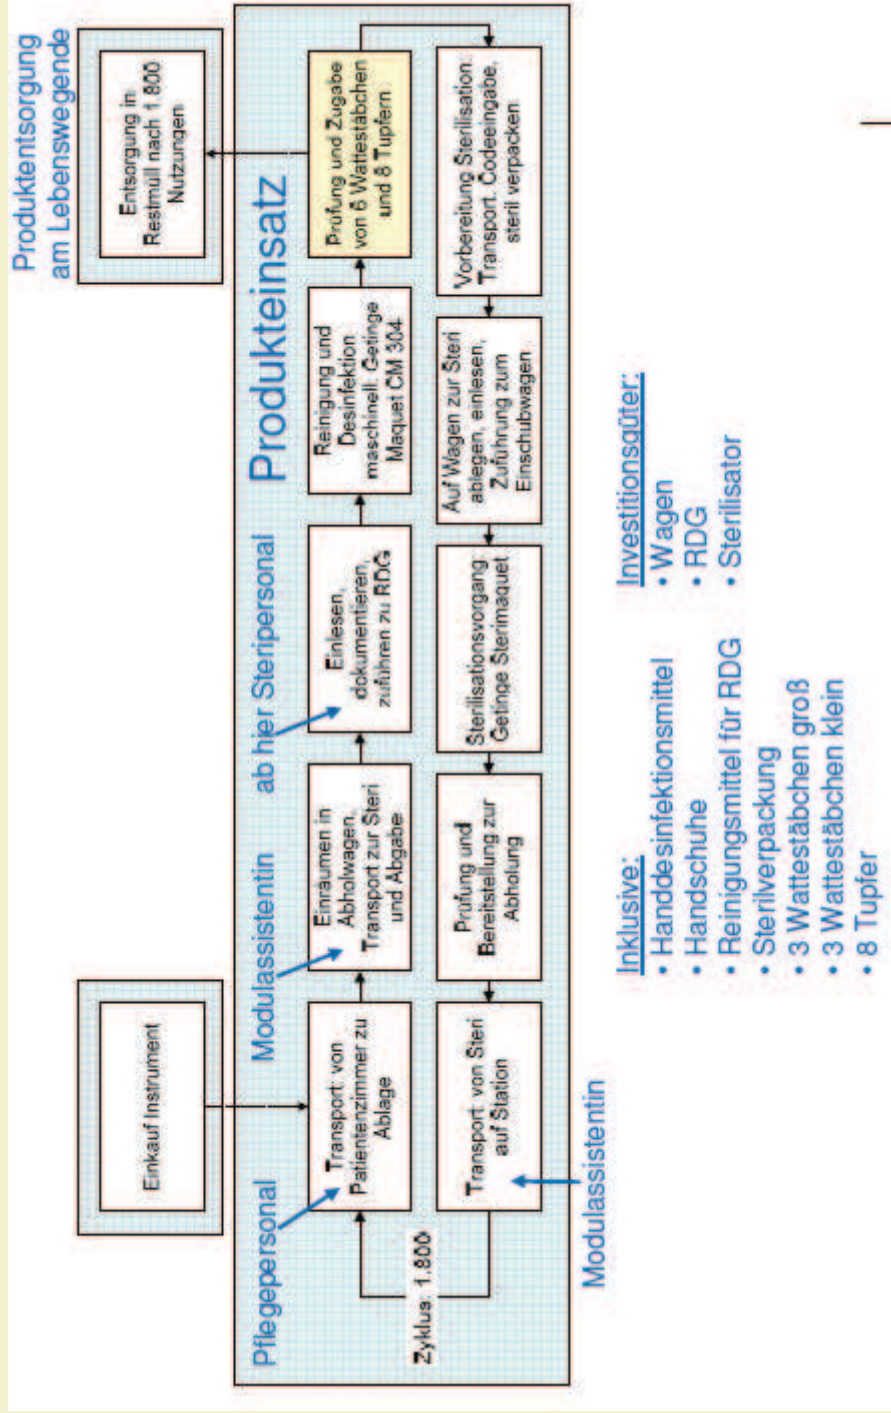 Produktentsorgung
am Lebenswegende
Einkauf Instrument
Entsorgung in
Restmüll nach 1.800
Nutzungen
Pflegepersonal
Modulassistentin
ab hier Steripersonal
Produkteinsatz
Transport: von
Patientenzimmer zu
Ablage
Einräumen in
Abholwagen,
Transport zur Steri
und Abgabe
Einlesen,
dokumentieren,
zuführen zu RDG
Reinigung und
Desinfektion
maschinell: Getinge
Maquet CM 304
Prüfung und Zugabe
von 6 Wattestäbchen
und 8 Tupfern
Zyklus: 1.800
Transport von Steri
auf Station
Prüfung und
Bereitstellung zur
Abholung
Sterilisationsvorgang:
Getinge Sterimaquet
Auf Wagen zur Steri
ablegen, einlesen,
Zuführung zum
Einschubwagen
Vorbereitung Sterilisation:
Transport, Codeeingabe,
steril verpacken
Modulassistentin
Inklusive:
• Handdesinfektionsmittel
• Handschuhe
• Reinigungsmittel für RDG
• Sterilverpackung
• 3 Wattestäbchen groß
• 3 Wattestäbchen klein
• 8 Tupfer
Investitionsgüter:
• Wagen
• RDG
• Sterilisator